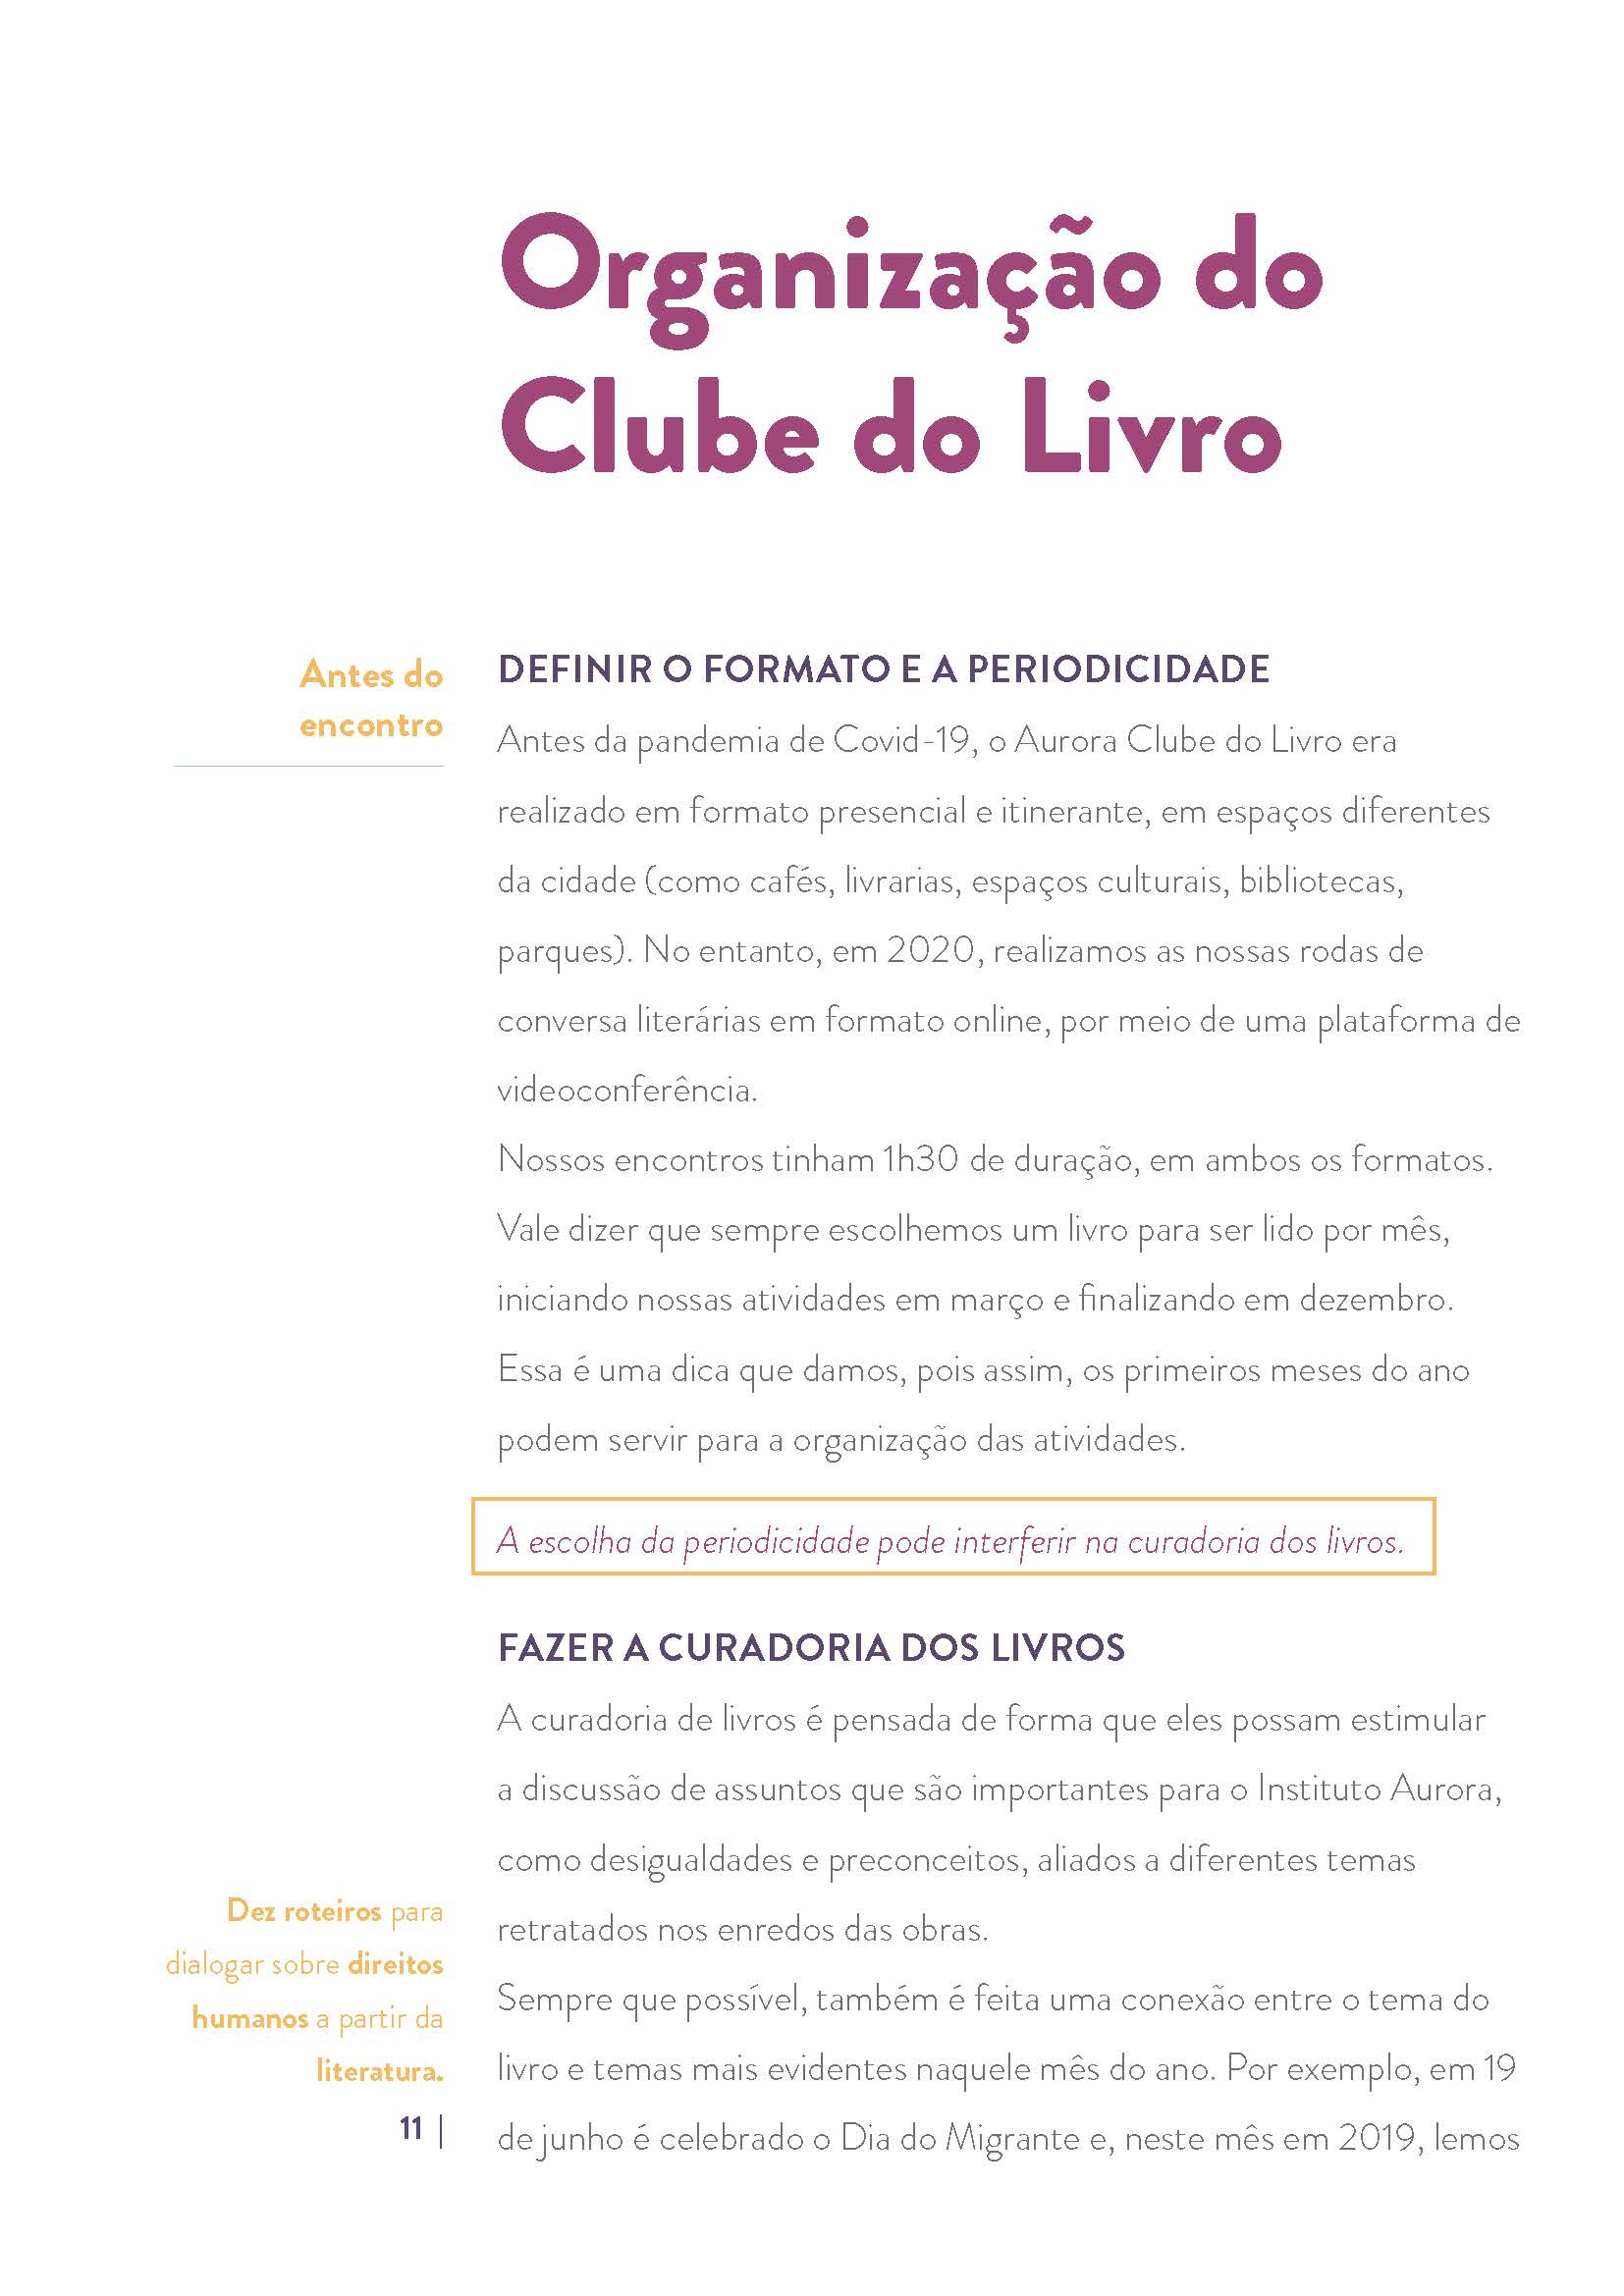 Organização do
Clube do Livro
Antes do
encontro
DEFINIR O FORMATO E A PERIODICIDADE
Antes da pandemia de Covid-19, o Aurora Clube do Livro era
realizado em formato presencial e itinerante, em espaços diferentes
da cidade (como cafés, livrarias, espaços culturais, bibliotecas,
parques). No entanto, em 2020, realizamos as nossas rodas de
conversa literárias em formato online, por meio de uma plataforma de
videoconferência.
Nossos encontros tinham 1h30 de duração, em ambos os formatos.
Vale dizer que sempre escolhemos um livro para ser lido por mês,
iniciando nossas atividades em março e finalizando em dezembro.
Essa é uma dica que damos, pois assim, os primeiros meses do ano
podem servir para a organização das atividades.
A escolha da periodicidade pode interferir na curadoria dos livros.
FAZER A CURADORIA DOS LIVROS
A curadoria de livros é pensada de forma que eles possam estimular
a discussão de assuntos que são importantes para o Instituto Aurora,
como desigualdades e preconceitos, aliados a diferentes temas
retratados nos enredos das obras.
Sempre que possível, também é feita uma conexão entre o tema do
livro e temas mais evidentes naquele mês do ano. Por exemplo, em 19
de junho é celebrado o Dia do Migrante e, neste mês em 2019, lemos
Dez roteiros para
dialogar sobre direitos
humanos a partir da
literatura.
11 |